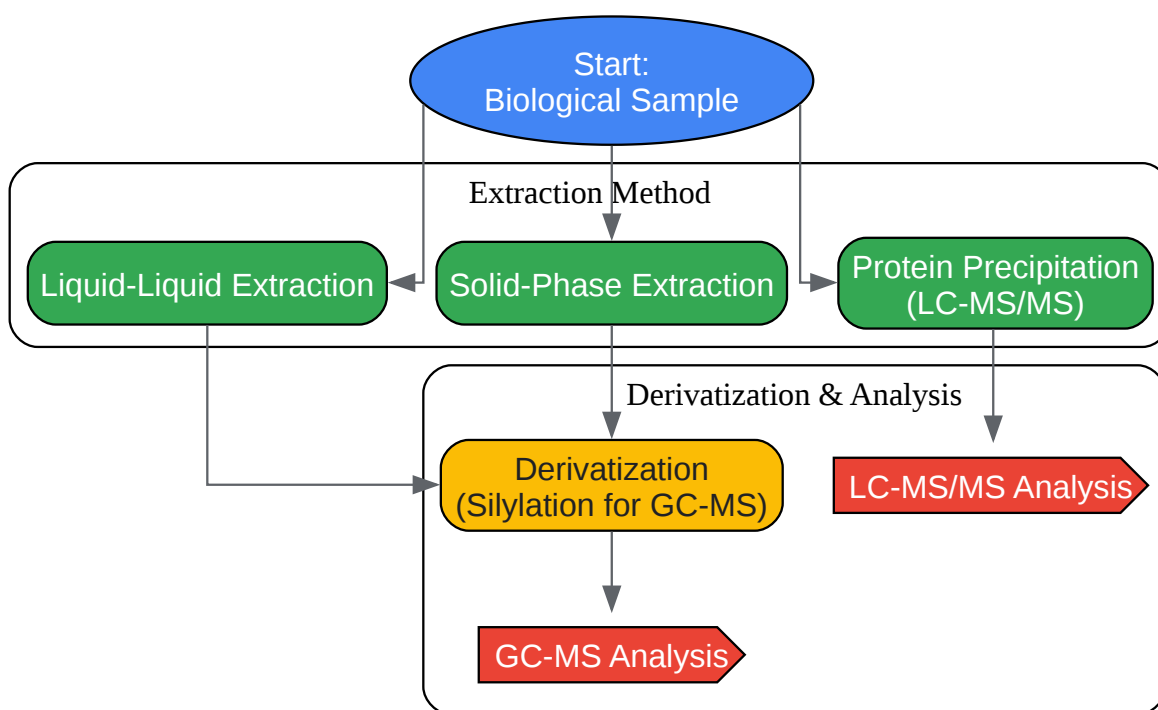 Start:
Biological Sample
Extraction Method
Liquid-Liquid Extraction
Solid-Phase Extraction
Protein Precipitation
(LC-MS/MS)
Derivatization & Analysis
Derivatization
(Silylation for GC-MS)
LC-MS/MS Analysis
GC-MS Analysis